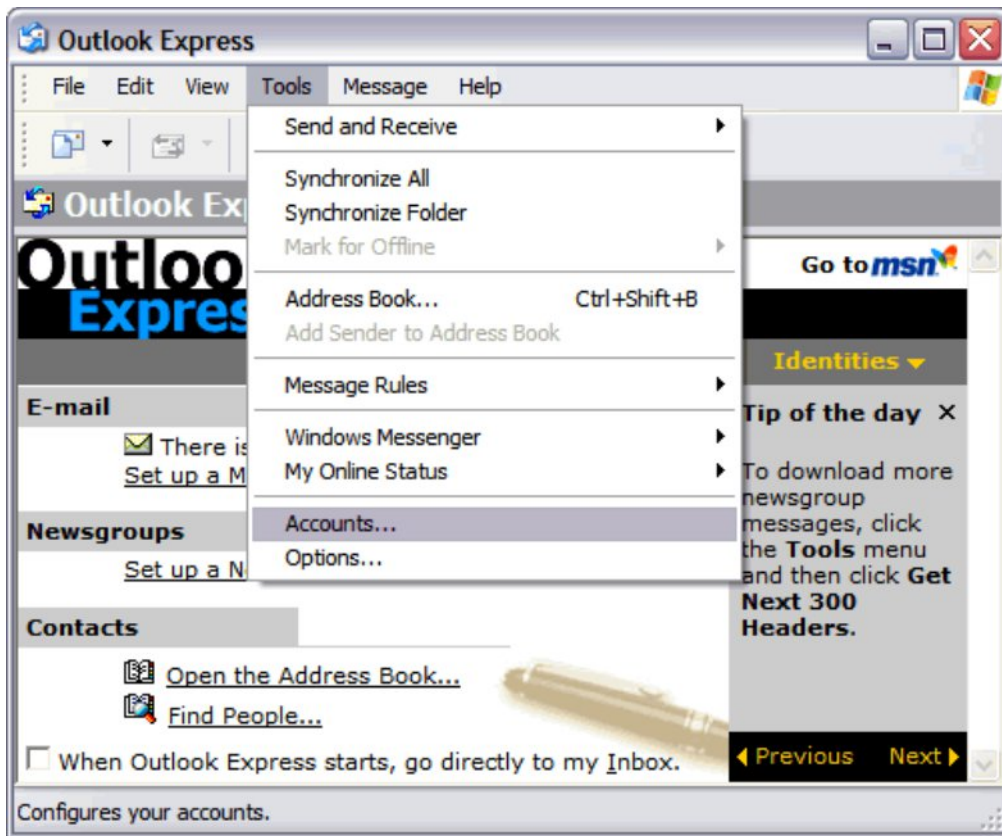 Outlook Express
File Edit View Tools Message Help
Send and Receive
Synchronize All
Synchronize Folder
Mark for Offline
Address Book... Ctrl+Shift+B
Add Sender to Address Book
Message Rules
Windows Messenger
My Online Status
Accounts...
Options...
Outlook Ex
Outloo
Expres
Go to msn
Identities
E-mail
There is
Set up a M
Newsgroups
Set up a N
Contacts
Open the Address Book...
Find People...
When Outlook Express starts, go directly to my Inbox.
Tip of the day
To download more
newsgroup
messages, click
the Tools menu
and then click Get
Next 300
Headers.
Previous Next
Configures your accounts.